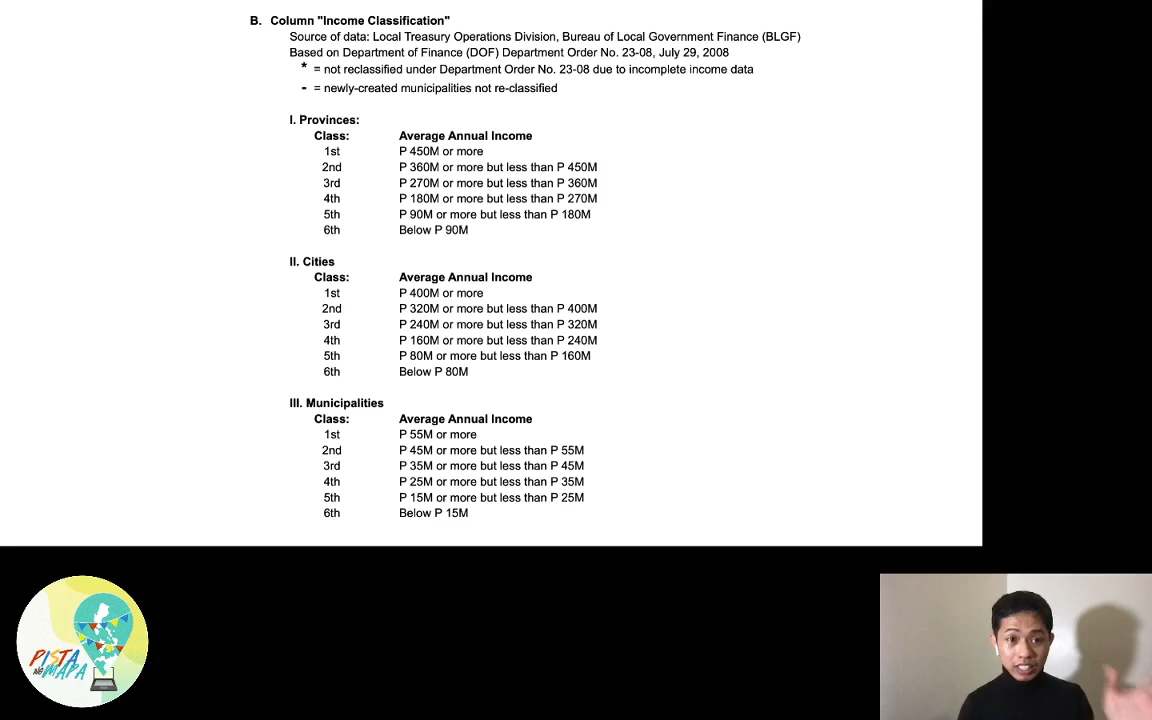 B. Column "Income Classification"
Source of data: Local Treasury Operations Division, Bureau of Local Government Finance (BLGF)
Based on Department of Finance (DOF) Department Order No. 23-08, July 29, 2008
* = not reclassified under Department Order No. 23-08 due to incomplete income data
- = newly-created municipalities not re-classified
I. Provinces:
Class: Average Annual Income
1st P 450M or more
2nd P 360M or more but less than P 450M
3rd P 270M or more but less than P 360M
4th P 180M or more but less than P 270M
5th P 90M or more but less than P 180M
6th Below P 90M
II. Cities
Class: Average Annual Income
1st P 400M or more
2nd P 320M or more but less than P 400M
3rd P 240M or more but less than P 320M
4th P 160M or more but less than P 240M
5th P 80M or more but less than P 160M
6th Below P 80M
III. Municipalities
Class: Average Annual Income
1st P 55M or more
2nd P 45M or more but less than P 55M
3rd P 35M or more but less than P 45M
4th P 25M or more but less than P 35M
5th P 15M or more but less than P 25M
6th Below P 15M
PISTA
NG MAPA